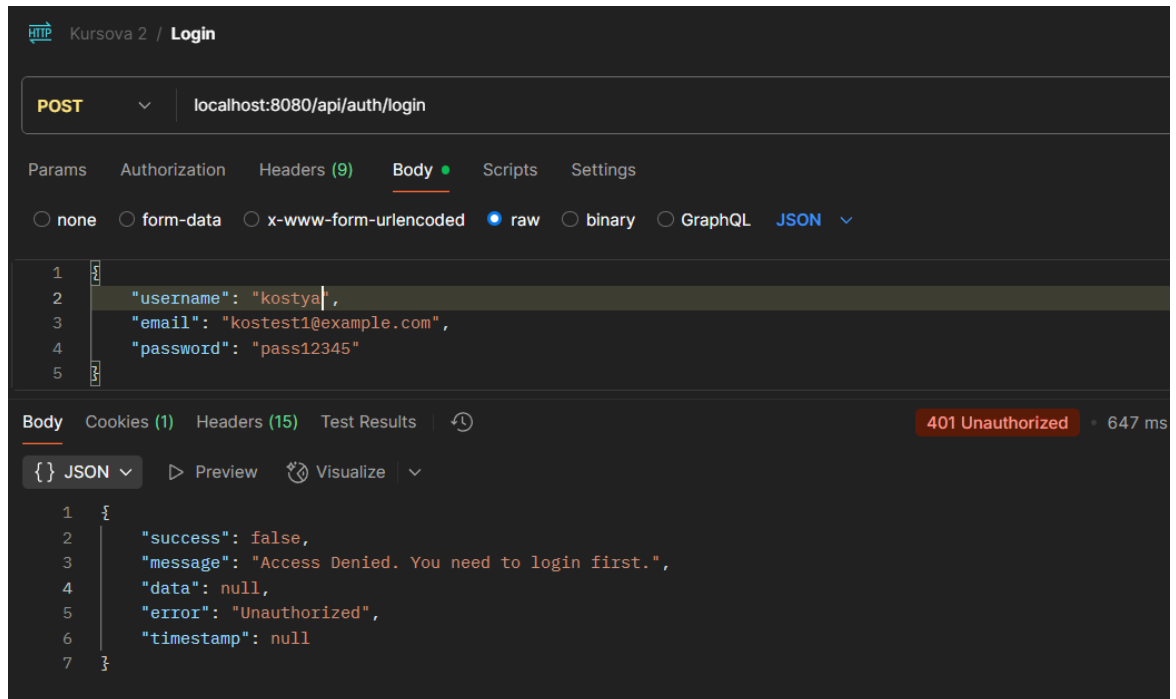 HTTP Kursova 2 / Login
POST localhost:8080/api/auth/login
Params Authorization Headers (9) Body Scripts Settings
none form-data x-www-form-urlencoded raw binary GraphQL JSON
1 {
2 "username": "kostya",
3 "email": "kostest1@example.com",
4 "password": "pass12345"
5 }
Body Cookies (1) Headers (15) Test Results 401 Unauthorized • 647 ms
{} JSON Preview Visualize
1 {
2 "success": false,
3 "message": "Access Denied. You need to login first.",
4 "data": null,
5 "error": "Unauthorized",
6 "timestamp": null
7 }